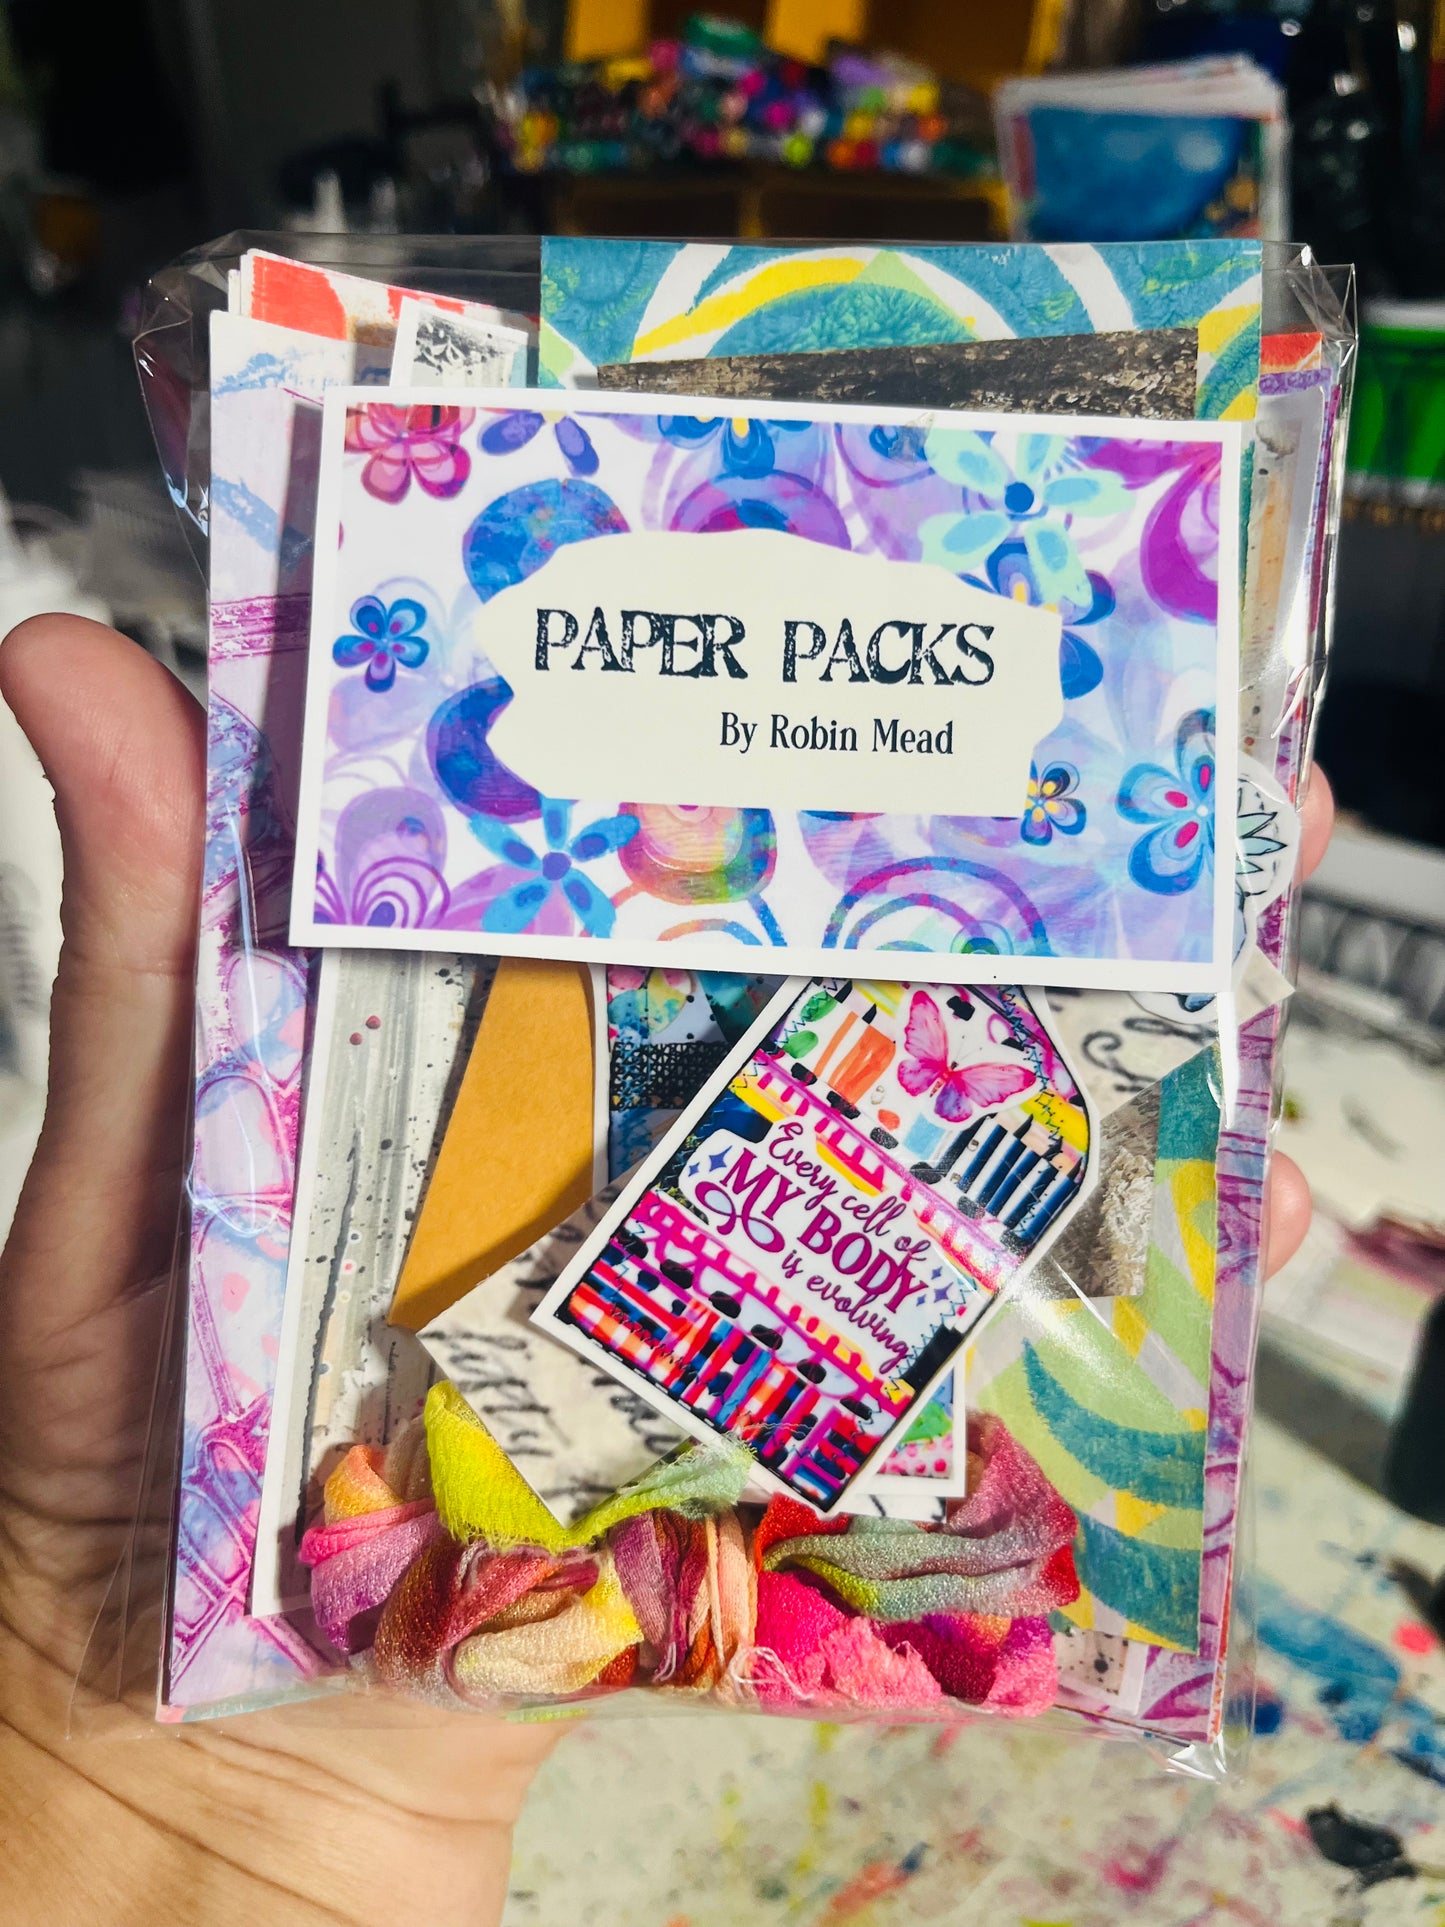 PAPER PACKS
By Robin Mead
Every cell of
MY BODY
is evolving